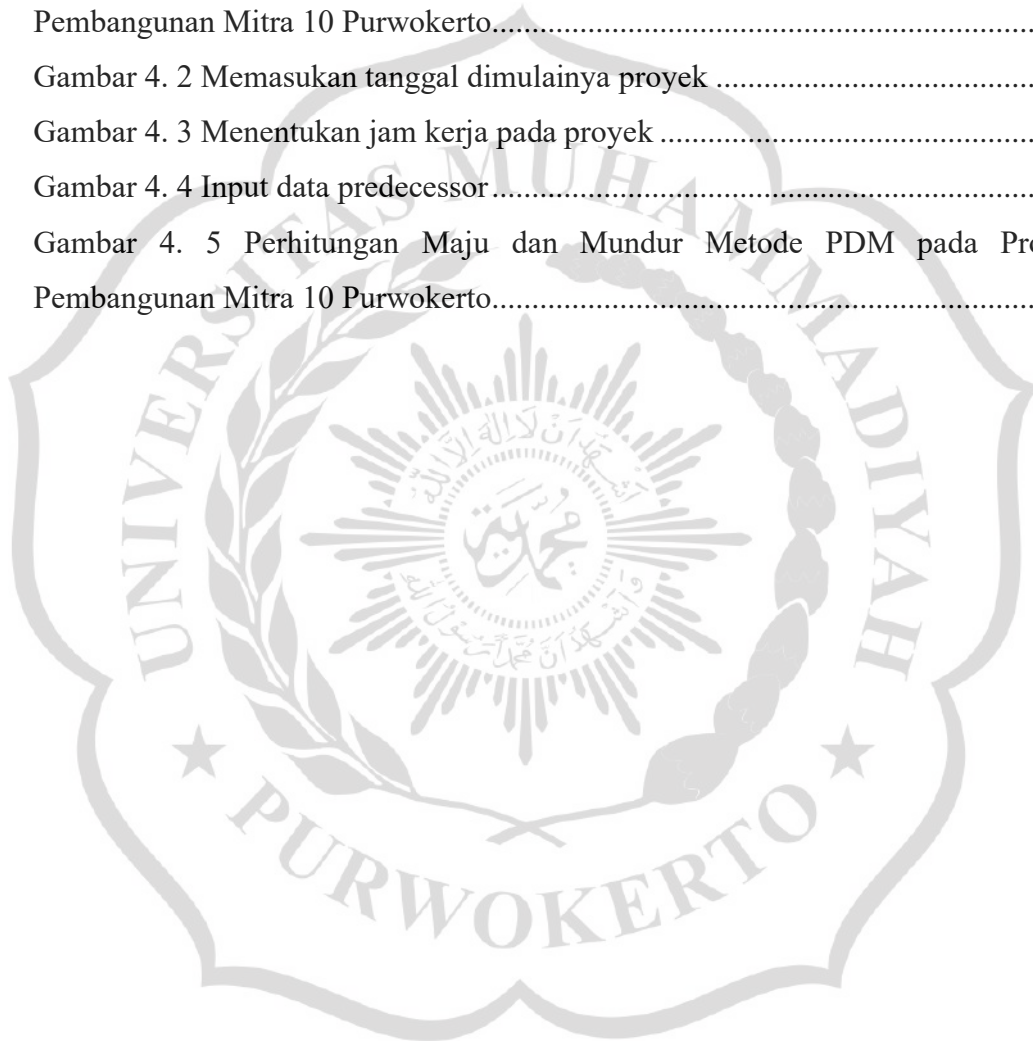 Pembangunan Mitra 10 Purwokerto..........................................................................
Gambar 4. 2 Memasukan tanggal dimulainya proyek ............................................
Gambar 4. 3 Menentukan jam kerja pada proyek ...................................................
Gambar 4. 4 Input data predecessor..........................................................................
Gambar 4. 5 Perhitungan Maju dan Mundur Metode PDM pada Pro
Pembangunan Mitra 10 Purwokerto..........................................................................
UNIVERSITAS MUHAMMADIYAH
PURWOKERTO